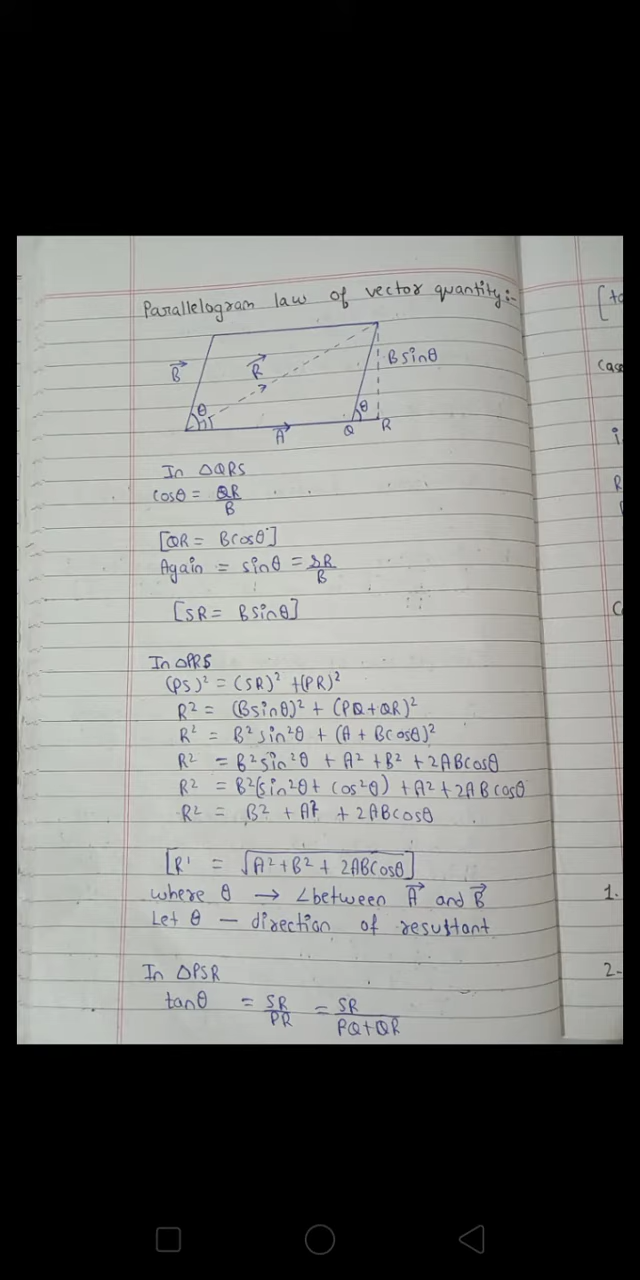 Parallelogram law of vector quantity:-
B⃗
R⃗
B sinθ
θ
θ
A⃗
Q
R
In ΔQRS
cosθ = QR/B
[QR = Bcosθ]
Again = sinθ = SR/B
[SR = Bsinθ]
In ΔPRS
(PS)² = (SR)² + (PR)²
R² = (Bsinθ)² + (PQ+QR)²
R² = B²sin²θ + (A + Bcosθ)²
R² = B²sin²θ + A² + B² + 2ABcosθ
R² = B²(sin²θ + cos²θ) + A² + 2ABcosθ
R² = B² + A² + 2ABcosθ
[R' = √A²+B² + 2ABcosθ]
where θ → ∠between A⃗ and B⃗
Let θ — direction of resultant
In ΔPSR
tanθ = SR/PR = SR/PQ+QR
i.
R
1.
2-